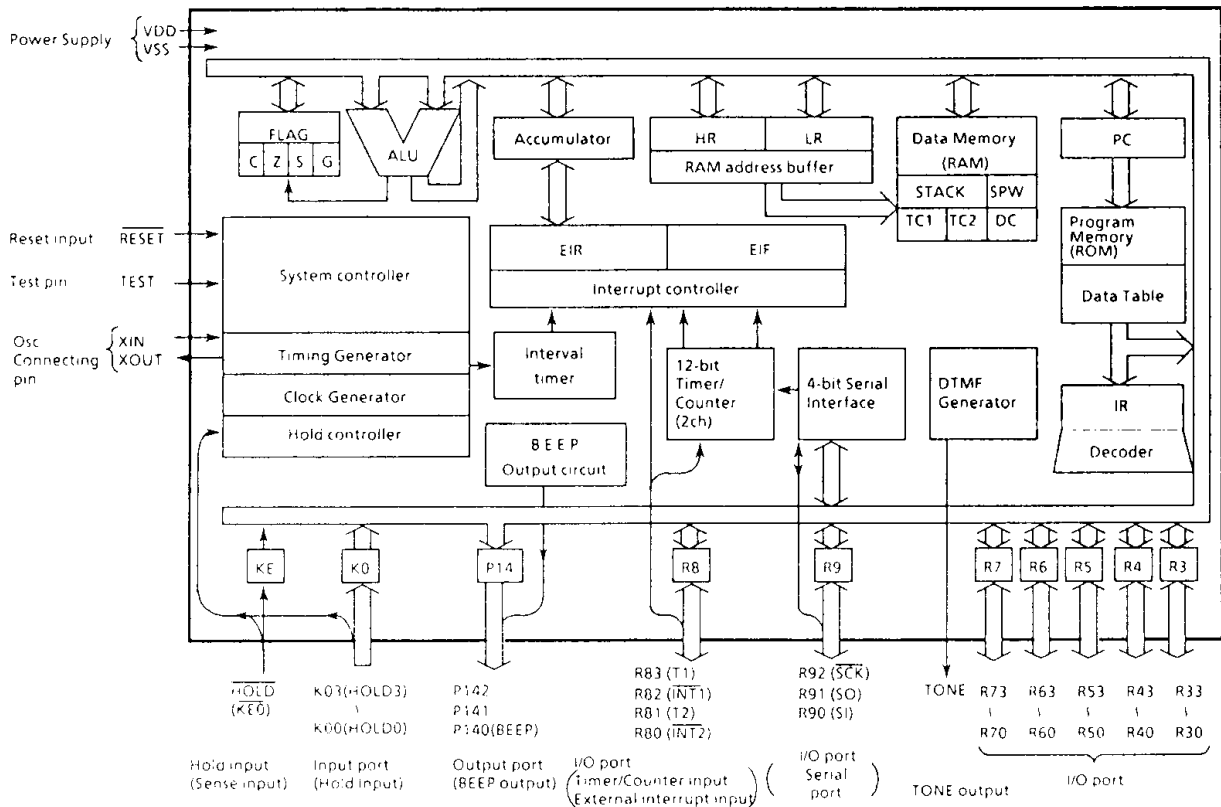 Power Supply
VDD
VSS
FLAG
C Z S G
ALU
Accumulator
HR LR
RAM address buffer
Data Memory
(RAM)
STACK SPW
TC1 TC2 DC
PC
Reset input RESET
Test pin TEST
Osc
Connecting
pin
XIN
XOUT
System controller
Timing Generator
Clock Generator
Hold controller
EIR EIF
Interrupt controller
Program
Memory
(ROM)
Data Table
Interval
timer
12-bit
Timer/
Counter
(2ch)
4-bit Serial
Interface
DTMF
Generator
IR
Decoder
BEEP
Output circuit
KE K0 P14 R8 R9 R7 R6 R5 R4 R3
HOLD
(KE0)
K03(HOLD3)
~
K00(HOLD0)
P142
P141
P140(BEEP)
R83 (T1)
R82 (INT1)
R81 (T2)
R80 (INT2)
R92 (SCK)
R91 (SO)
R90 (SI)
TONE
R73 R63 R53 R43 R33
~ ~ ~ ~ ~
R70 R60 R50 R40 R30
Hold input
(Sense input)
Input port
(Hold input)
Output port
(BEEP output)
I/O port
(Timer/Counter input
External interrupt input)
(I/O port
Serial
port)
TONE output
I/O port